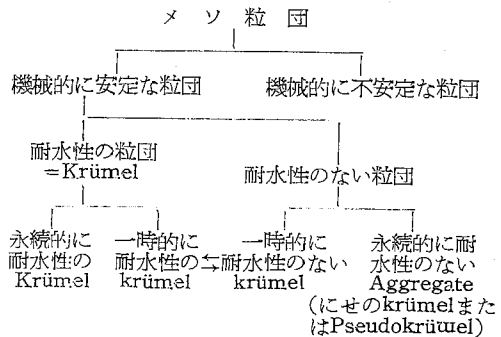 メソ粒団
機械的に安定な粒団
機械的に不安定な粒団
耐水性の粒団
=Krümel
耐水性のない粒団
永続的に
耐水性の
Krümel
一時的に
耐水性の
krümel
⇆
一時的に
耐水性のない
krümel
永続的に耐
水性のない
Aggregate
(にせのkrümelまた
はPseudokrümel)